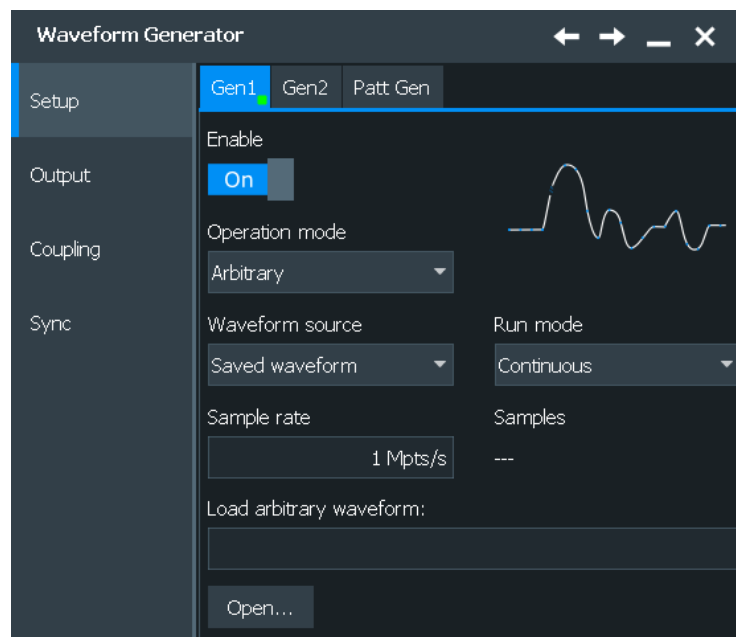 Waveform Generator
Setup
Output
Coupling
Sync
Gen1 Gen2 Patt Gen
Enable
On
Operation mode
Arbitrary
Waveform source Run mode
Saved waveform Continuous
Sample rate Samples
1 Mpts/s ---
Load arbitrary waveform:
Open...